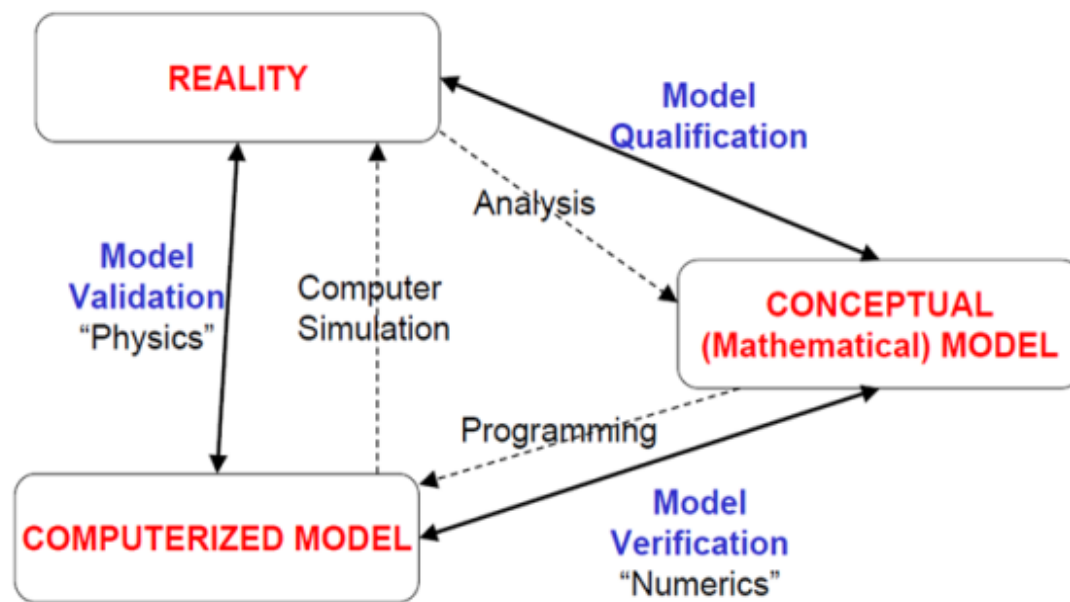 REALITY
Model
Qualification
Analysis
Model
Validation
“Physics”
Computer
Simulation
CONCEPTUAL
(Mathematical) MODEL
Programming
COMPUTERIZED MODEL
Model
Verification
“Numerics”